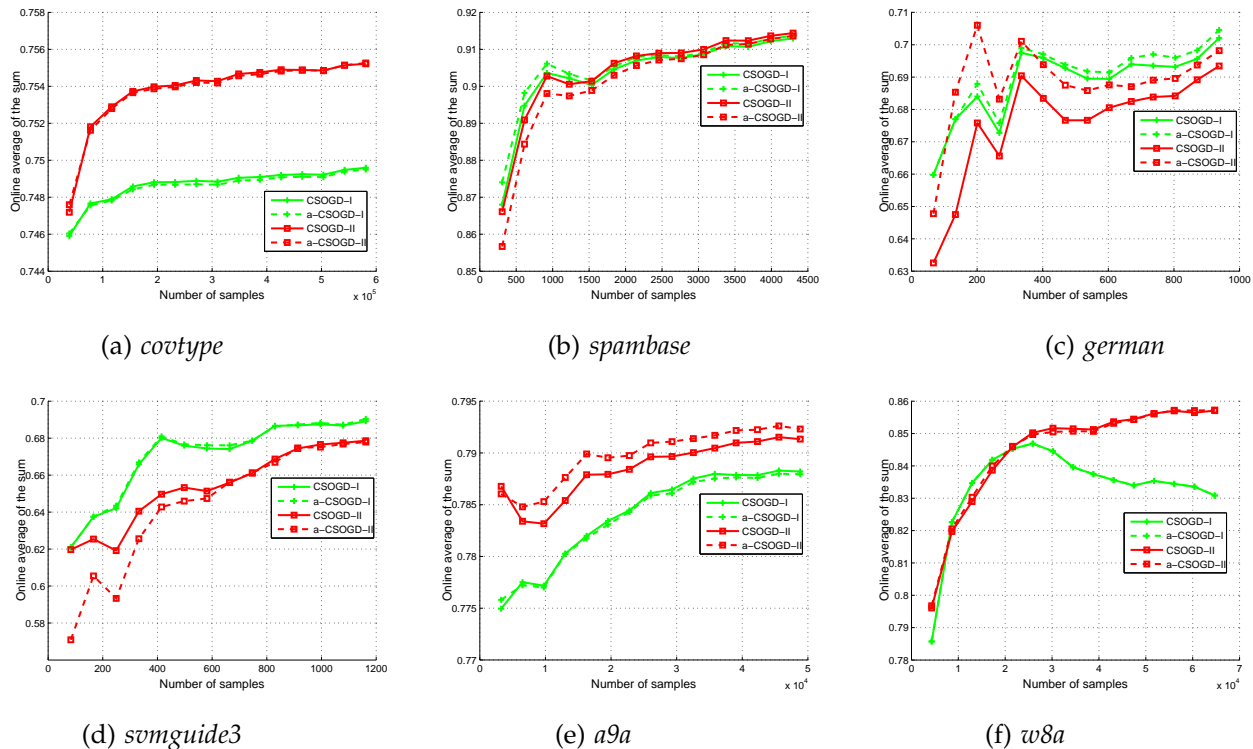 0.758
0.756
0.754
0.752
0.75
0.748
0.746
0.744
Online average of the sum
CSOGD−I
a−CSOGD−I
CSOGD−II
a−CSOGD−II
0 1 2 3 4 5 6
x 10^5
Number of samples
(a) covtype
0.92
0.91
0.9
0.89
0.88
0.87
0.86
0.85
Online average of the sum
CSOGD−I
a−CSOGD−I
CSOGD−II
a−CSOGD−II
0 500 1000 1500 2000 2500 3000 3500 4000 4500
Number of samples
(b) spambase
0.71
0.7
0.69
0.68
0.67
0.66
0.65
0.64
0.63
Online average of the sum
CSOGD−I
a−CSOGD−I
CSOGD−II
a−CSOGD−II
0 200 400 600 800 1000
Number of samples
(c) german
0.7
0.68
0.66
0.64
0.62
0.6
0.58
Online average of the sum
CSOGD−I
a−CSOGD−I
CSOGD−II
a−CSOGD−II
0 200 400 600 800 1000 1200
Number of samples
(d) svmguide3
0.795
0.79
0.785
0.78
0.775
0.77
Online average of the sum
CSOGD−I
a−CSOGD−I
CSOGD−II
a−CSOGD−II
0 1 2 3 4 5
x 10^4
Number of samples
(e) a9a
0.86
0.85
0.84
0.83
0.82
0.81
0.8
0.79
0.78
Online average of the sum
CSOGD−I
a−CSOGD−I
CSOGD−II
a−CSOGD−II
0 1 2 3 4 5 6 7
x 10^4
Number of samples
(f) w8a